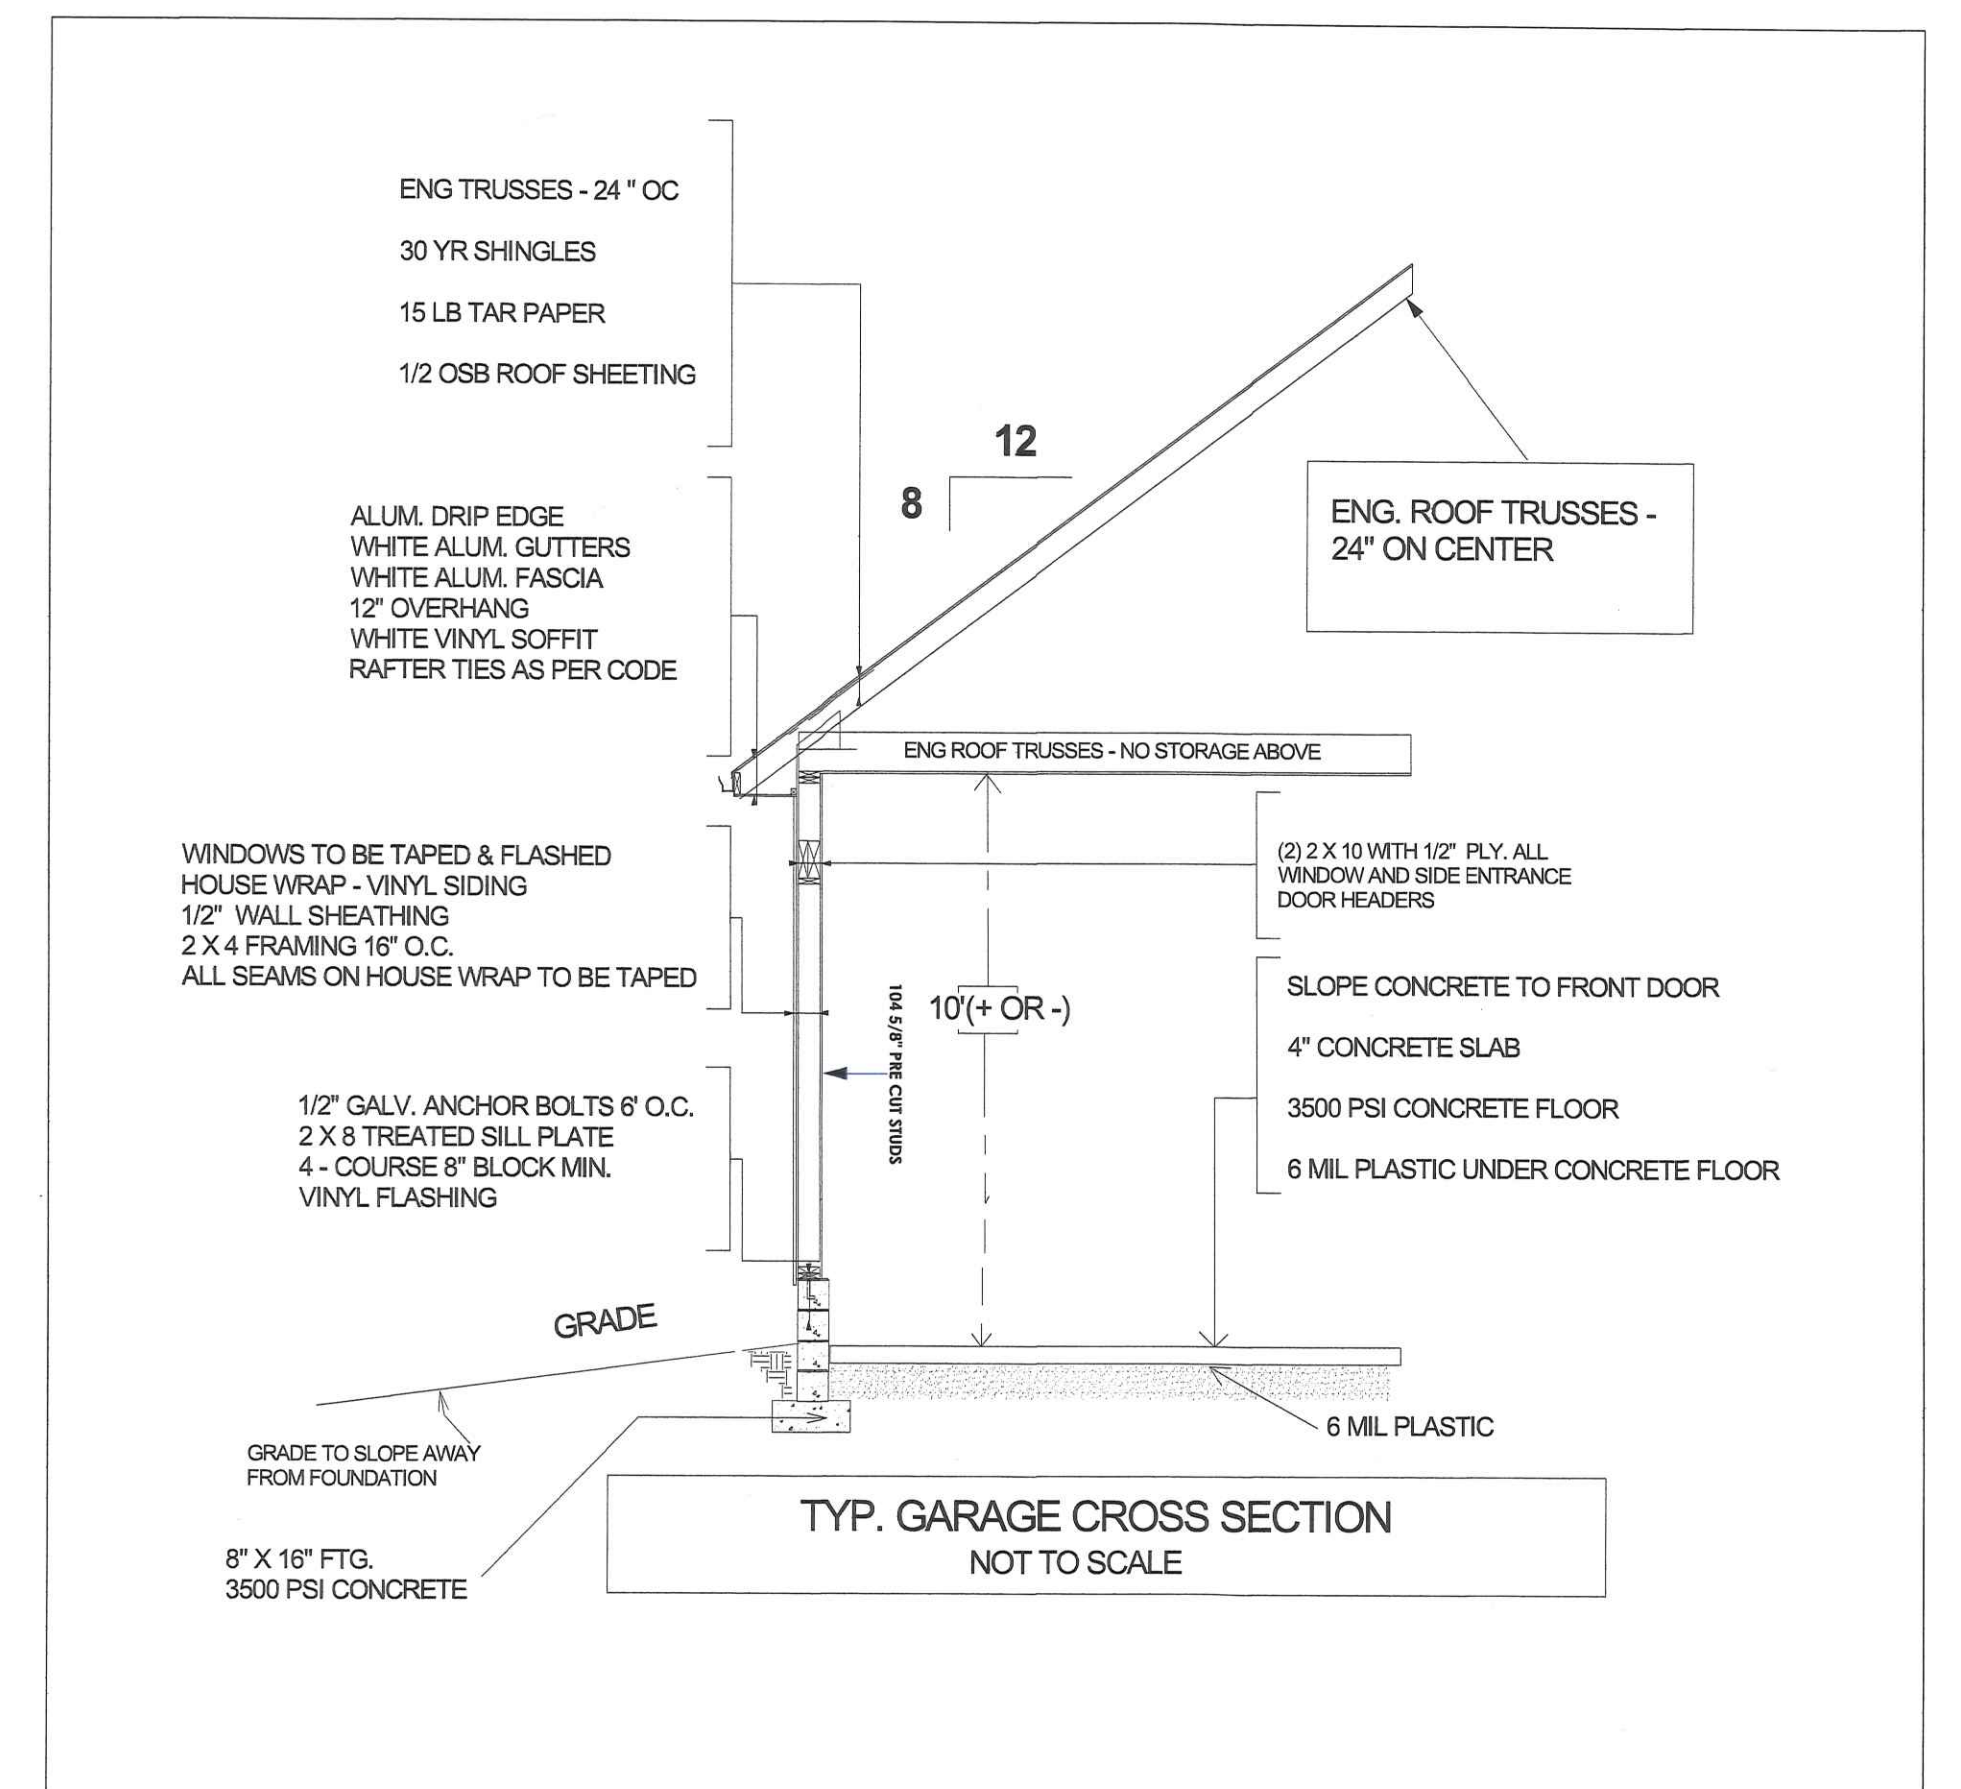 ENG TRUSSES - 24 " OC
30 YR SHINGLES
15 LB TAR PAPER
1/2 OSB ROOF SHEETING
12
8
ENG. ROOF TRUSSES -
24" ON CENTER
ALUM. DRIP EDGE
WHITE ALUM. GUTTERS
WHITE ALUM. FASCIA
12" OVERHANG
WHITE VINYL SOFFIT
RAFTER TIES AS PER CODE
ENG ROOF TRUSSES - NO STORAGE ABOVE
WINDOWS TO BE TAPED & FLASHED
HOUSE WRAP - VINYL SIDING
1/2" WALL SHEATHING
2 X 4 FRAMING 16" O.C.
ALL SEAMS ON HOUSE WRAP TO BE TAPED
(2) 2 X 10 WITH 1/2" PLY. ALL
WINDOW AND SIDE ENTRANCE
DOOR HEADERS
104 5/8" PRE CUT STUDS
10'(+ OR -)
SLOPE CONCRETE TO FRONT DOOR
4" CONCRETE SLAB
3500 PSI CONCRETE FLOOR
6 MIL PLASTIC UNDER CONCRETE FLOOR
1/2" GALV. ANCHOR BOLTS 6' O.C.
2 X 8 TREATED SILL PLATE
4 - COURSE 8" BLOCK MIN.
VINYL FLASHING
GRADE
GRADE TO SLOPE AWAY
FROM FOUNDATION
6 MIL PLASTIC
8" X 16" FTG.
3500 PSI CONCRETE
TYP. GARAGE CROSS SECTION
NOT TO SCALE